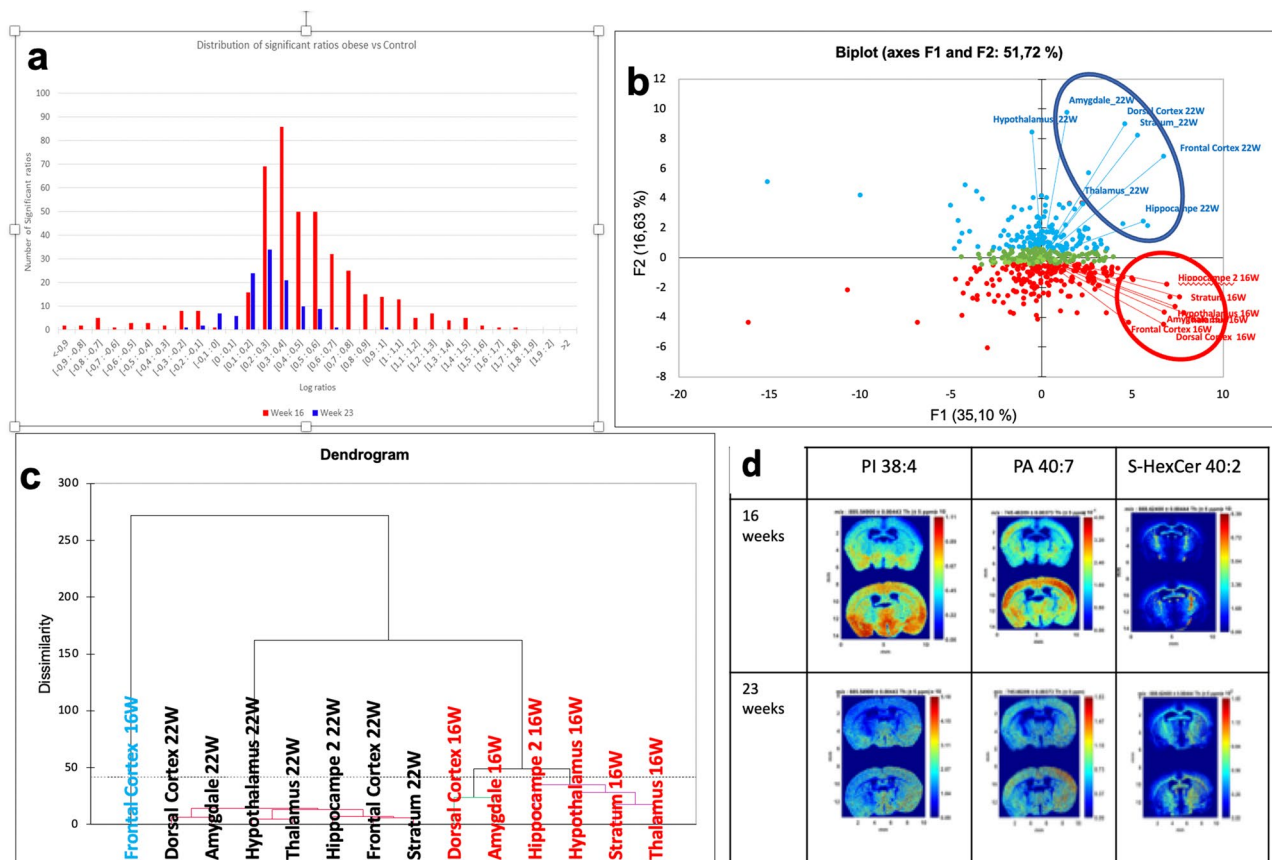 a
Distribution of significant ratios obese vs Control
Number of Significant ratios
100
90
80
70
60
50
40
30
20
10
0
<-0,9
[-0,9 : -0,8]
[-0,8 : -0,7]
[-0,7 : -0,6]
[-0,6 : -0,5]
[-0,5 : -0,4]
[-0,4 : -0,3]
[-0,3 : -0,2]
[-0,2 : -0,1]
[-0,1 : 0]
[0 : 0,1]
[0,1 : 0,2]
[0,2 : 0,3]
[0,3 : 0,4]
[0,4 : 0,5]
[0,5 : 0,6]
[0,6 : 0,7]
[0,7 : 0,8]
[0,8 : 0,9]
[0,9 : 1]
[1 : 1,1]
[1,1 : 1,2]
[1,2 : 1,3]
[1,3 : 1,4]
[1,4 : 1,5]
[1,5 : 1,6]
[1,6 : 1,7]
[1,7 : 1,8]
[1,8 : 1,9]
[1,9 : 2]
>2
Log ratios
Week 16 Week 23
b
Biplot (axes F1 and F2: 51,72 %)
F2 (16,63 %)
12
10
8
6
4
2
0
-2
-4
-6
-8
-20 -15 -10 -5 0 5 10
F1 (35,10 %)
Amygdale_22W
Dorsal Cortex 22W
Hypothalamus_22W
Stratum_22W
Frontal Cortex 22W
Thalamus_22W
Hippocampe 22W
Hippocampe 2 16W
Stratum 16W
Hypothalamus 16W
Frontal Cortex 16W
Dorsal Cortex 16W
c
Dendrogram
Dissimilarity
300
250
200
150
100
50
0
Frontal Cortex 16W
Dorsal Cortex 22W
Amygdale 22W
Hypothalamus 22W
Thalamus 22W
Hippocampe 2 22W
Frontal Cortex 22W
Stratum 22W
Dorsal Cortex 16W
Amygdale 16W
Hippocampe 2 16W
Hypothalamus 16W
Stratum 16W
Thalamus 16W
d
PI 38:4 PA 40:7 S-HexCer 40:2
16
weeks
23
weeks